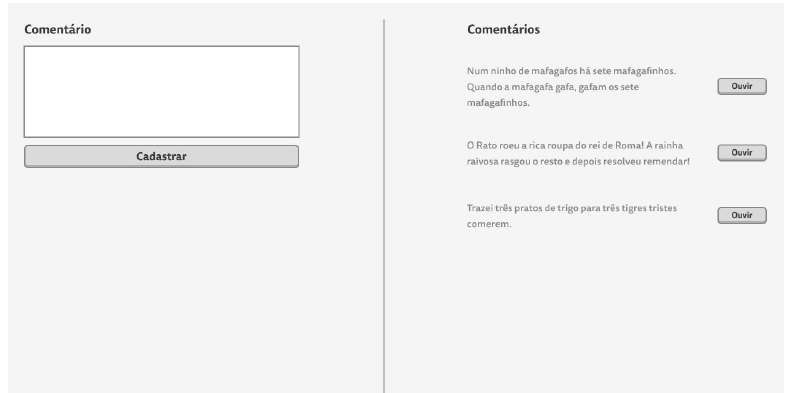 Comentário
Cadastrar
Comentários
Num ninho de mafagafos há sete mafagafinhos.
Quando a mafagafa gafa, gafam os sete
mafagafinhos.
Ouvir
O Rato roeu a rica roupa do rei de Roma! A rainha
raivosa rasgou o resto e depois resolveu remendar!
Ouvir
Trazei três pratos de trigo para três tigres tristes
comerem.
Ouvir